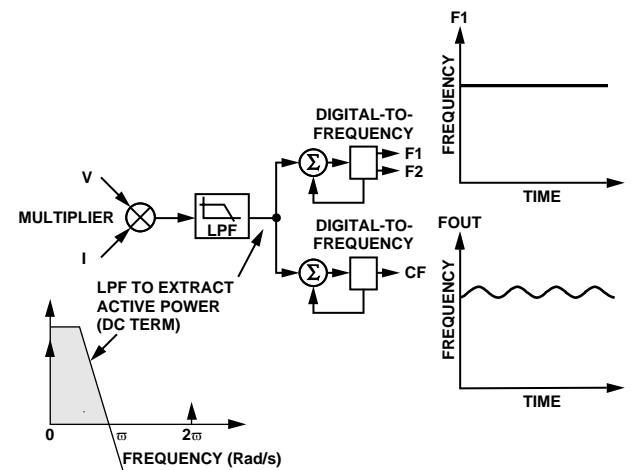 F1
FREQUENCY
TIME
DIGITAL-TO-
FREQUENCY
Σ
F1
F2
V
MULTIPLIER
I
LPF
DIGITAL-TO-
FREQUENCY
Σ
CF
FOUT
FREQUENCY
TIME
LPF TO EXTRACT
ACTIVE POWER
(DC TERM)
0
ϖ
2ϖ
FREQUENCY (Rad/s)